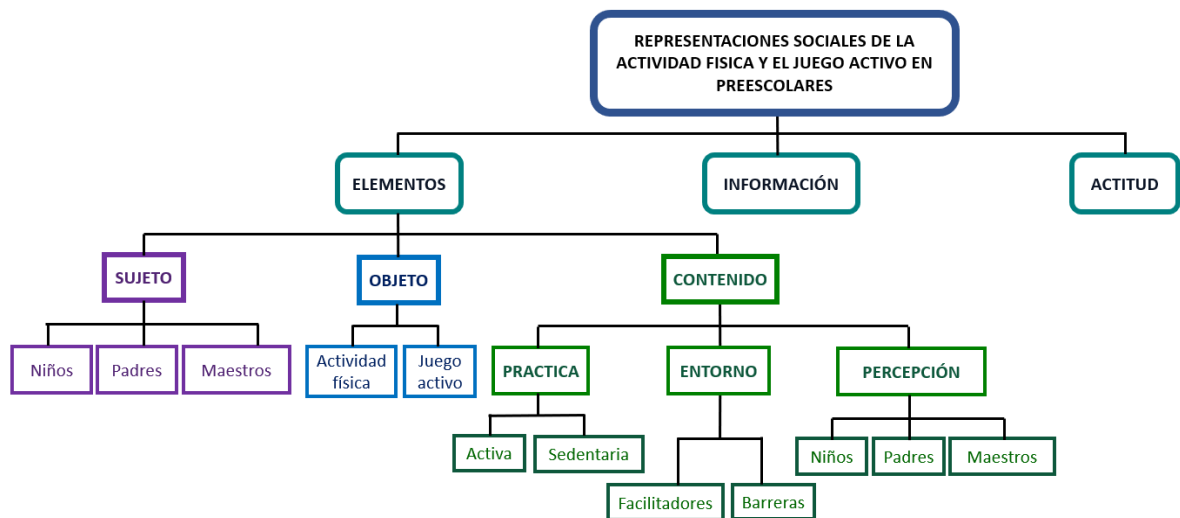 REPRESENTACIONES SOCIALES DE LA
ACTIVIDAD FISICA Y EL JUEGO ACTIVO EN
PREESCOLARES
ELEMENTOS
INFORMACIÓN
ACTITUD
SUJETO
OBJETO
CONTENIDO
Niños
Padres
Maestros
Actividad
física
Juego
activo
PRACTICA
ENTORNO
PERCEPCIÓN
Activa
Sedentaria
Facilitadores
Barreras
Niños
Padres
Maestros